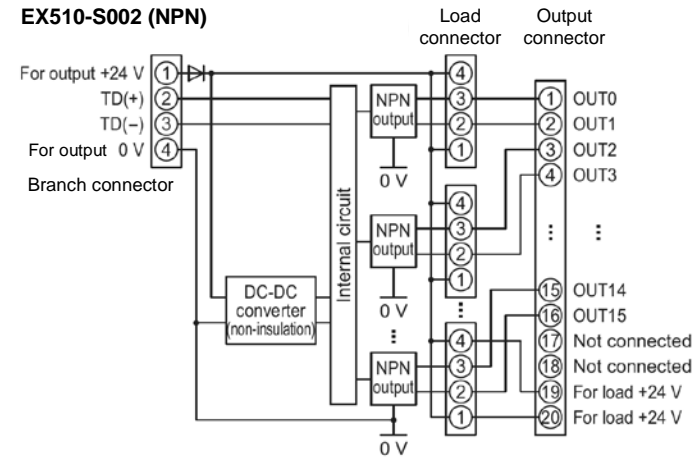 EX510-S002 (NPN)
Load connector
Output connector
For output +24 V 1
TD(+) 2
TD(−) 3
For output 0 V 4
Branch connector
Internal circuit
DC-DC
converter
(non-insulation)
NPN
output
0 V
NPN
output
0 V
NPN
output
0 V
4
3
2
1
4
3
2
1
4
3
2
1
1 OUT0
2 OUT1
3 OUT2
4 OUT3
15 OUT14
16 OUT15
17 Not connected
18 Not connected
19 For load +24 V
20 For load +24 V